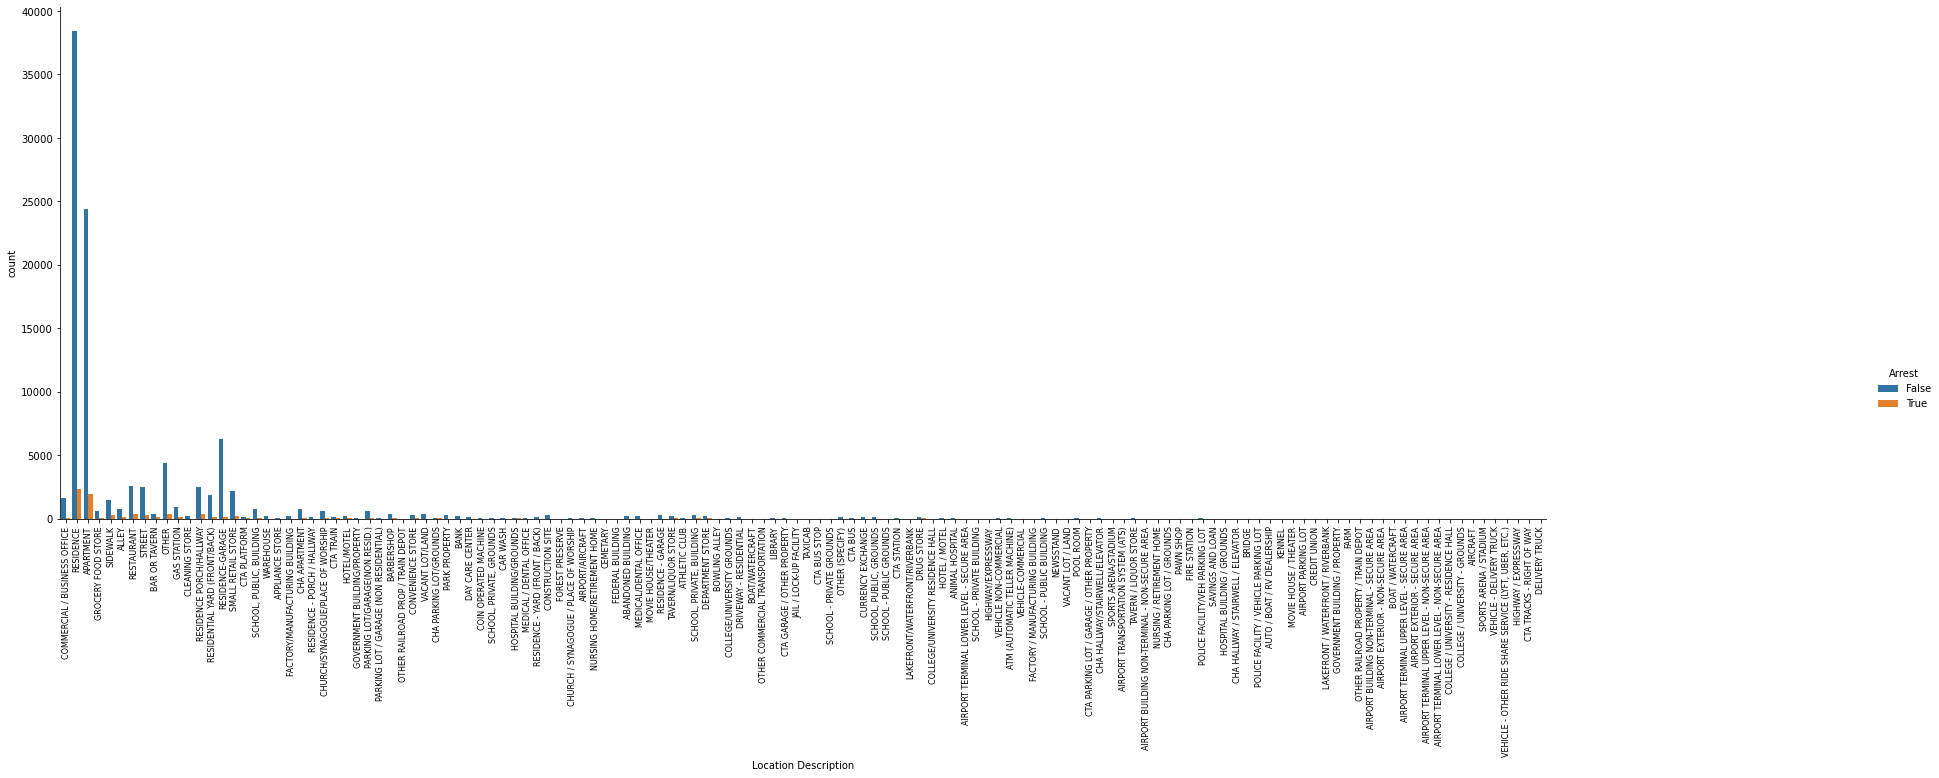 40000
35000
30000
25000
20000
15000
10000
5000
0
count
COMMERCIAL / BUSINESS OFFICE
RESIDENCE
APARTMENT
GROCERY FOOD STORE
SIDEWALK
ALLEY
RESTAURANT
STREET
BAR OR TAVERN
OTHER
GAS STATION
CLEANING STORE
RESIDENCE PORCH/HALLWAY
RESIDENTIAL YARD (FRONT/BACK)
RESIDENCE-GARAGE
SMALL RETAIL STORE
CTA PLATFORM
SCHOOL, PUBLIC, BUILDING
WAREHOUSE
APPLIANCE STORE
FACTORY/MANUFACTURING BUILDING
CHA APARTMENT
RESIDENCE - PORCH / HALLWAY
CHURCH/SYNAGOGUE/PLACE OF WORSHIP
CTA TRAIN
HOTEL/MOTEL
GOVERNMENT BUILDING/PROPERTY
PARKING LOT/GARAGE(NON.RESID.)
PARKING LOT / GARAGE (NON RESIDENTIAL)
BARBERSHOP
OTHER RAILROAD PROP / TRAIN DEPOT
CONVENIENCE STORE
VACANT LOT/LAND
CHA PARKING LOT/GROUNDS
PARK PROPERTY
BANK
DAY CARE CENTER
COIN OPERATED MACHINE
SCHOOL, PRIVATE, GROUNDS
CAR WASH
HOSPITAL BUILDING/GROUNDS
MEDICAL / DENTAL OFFICE
RESIDENCE - YARD (FRONT / BACK)
CONSTRUCTION SITE
FOREST PRESERVE
CHURCH / SYNAGOGUE / PLACE OF WORSHIP
AIRPORT/AIRCRAFT
NURSING HOME/RETIREMENT HOME
CEMETARY
FEDERAL BUILDING
ABANDONED BUILDING
MEDICAL/DENTAL OFFICE
MOVIE HOUSE/THEATER
RESIDENCE - GARAGE
TAVERN/LIQUOR STORE
ATHLETIC CLUB
SCHOOL, PRIVATE, BUILDING
DEPARTMENT STORE
BOWLING ALLEY
COLLEGE/UNIVERSITY GROUNDS
DRIVEWAY - RESIDENTIAL
BOAT/WATERCRAFT
OTHER COMMERCIAL TRANSPORTATION
LIBRARY
CTA GARAGE / OTHER PROPERTY
JAIL / LOCK-UP FACILITY
TAXICAB
CTA BUS STOP
SCHOOL - PRIVATE GROUNDS
OTHER (SPECIFY)
CTA BUS
CURRENCY EXCHANGE
SCHOOL, PUBLIC, GROUNDS
SCHOOL - PUBLIC GROUNDS
CTA STATION
LAKEFRONT/WATERFRONT/RIVERBANK
DRUG STORE
COLLEGE/UNIVERSITY RESIDENCE HALL
HOTEL / MOTEL
ANIMAL HOSPITAL
AIRPORT TERMINAL LOWER LEVEL - SECURE AREA
SCHOOL - PRIVATE BUILDING
HIGHWAY/EXPRESSWAY
VEHICLE NON-COMMERCIAL
ATM (AUTOMATIC TELLER MACHINE)
VEHICLE-COMMERCIAL
FACTORY / MANUFACTURING BUILDING
SCHOOL - PUBLIC BUILDING
NEWSSTAND
VACANT LOT / LAND
POOL ROOM
CTA PARKING LOT / GARAGE / OTHER PROPERTY
CHA HALLWAY/STAIRWELL/ELEVATOR
SPORTS ARENA/STADIUM
AIRPORT TRANSPORTATION SYSTEM (ATS)
TAVERN / LIQUOR STORE
AIRPORT BUILDING NON-TERMINAL - NON-SECURE AREA
NURSING / RETIREMENT HOME
CHA PARKING LOT / GROUNDS
PAWN SHOP
FIRE STATION
POLICE FACILITY/VEH PARKING LOT
SAVINGS AND LOAN
HOSPITAL BUILDING / GROUNDS
CHA HALLWAY / STAIRWELL / ELEVATOR
BRIDGE
POLICE FACILITY / VEHICLE PARKING LOT
AUTO / BOAT / RV DEALERSHIP
KENNEL
MOVIE HOUSE / THEATER
AIRPORT PARKING LOT
CREDIT UNION
LAKEFRONT / WATERFRONT / RIVERBANK
GOVERNMENT BUILDING / PROPERTY
FARM
OTHER RAILROAD PROPERTY / TRAIN DEPOT
AIRPORT BUILDING NON-TERMINAL - SECURE AREA
AIRPORT EXTERIOR - NON-SECURE AREA
BOAT / WATERCRAFT
AIRPORT TERMINAL UPPER LEVEL - SECURE AREA
AIRPORT EXTERIOR - SECURE AREA
AIRPORT TERMINAL UPPER LEVEL - NON-SECURE AREA
AIRPORT TERMINAL LOWER LEVEL - NON-SECURE AREA
COLLEGE / UNIVERSITY - RESIDENCE HALL
COLLEGE / UNIVERSITY - GROUNDS
AIRCRAFT
SPORTS ARENA / STADIUM
VEHICLE - DELIVERY TRUCK
VEHICLE - OTHER RIDE SHARE SERVICE (LYFT, UBER, ETC.)
HIGHWAY / EXPRESSWAY
CTA TRACKS - RIGHT OF WAY
DELIVERY TRUCK
Location Description
Arrest
False
True